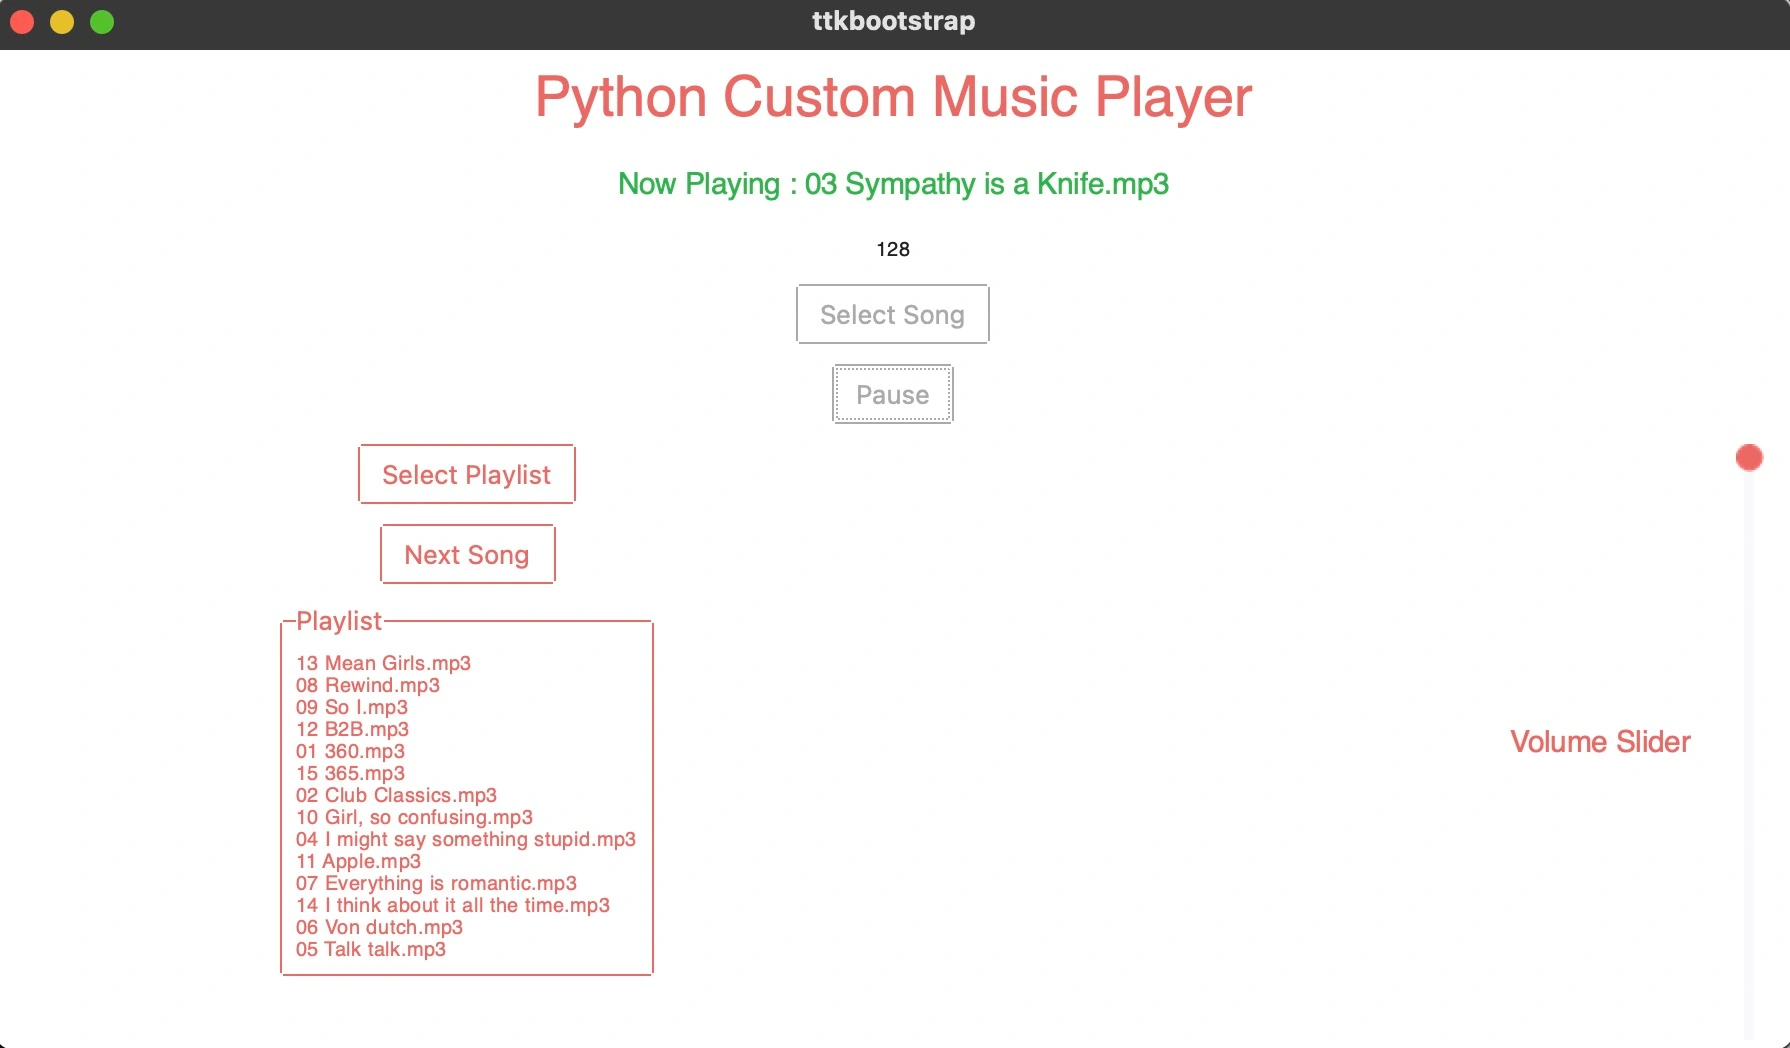 ttkbootstrap
Python Custom Music Player
Now Playing : 03 Sympathy is a Knife.mp3
128
Select Song
Pause
Select Playlist
Next Song
Playlist
13 Mean Girls.mp3
08 Rewind.mp3
09 So I.mp3
12 B2B.mp3
01 360.mp3
15 365.mp3
02 Club Classics.mp3
10 Girl, so confusing.mp3
04 I might say something stupid.mp3
11 Apple.mp3
07 Everything is romantic.mp3
14 I think about it all the time.mp3
06 Von dutch.mp3
05 Talk talk.mp3
Volume Slider